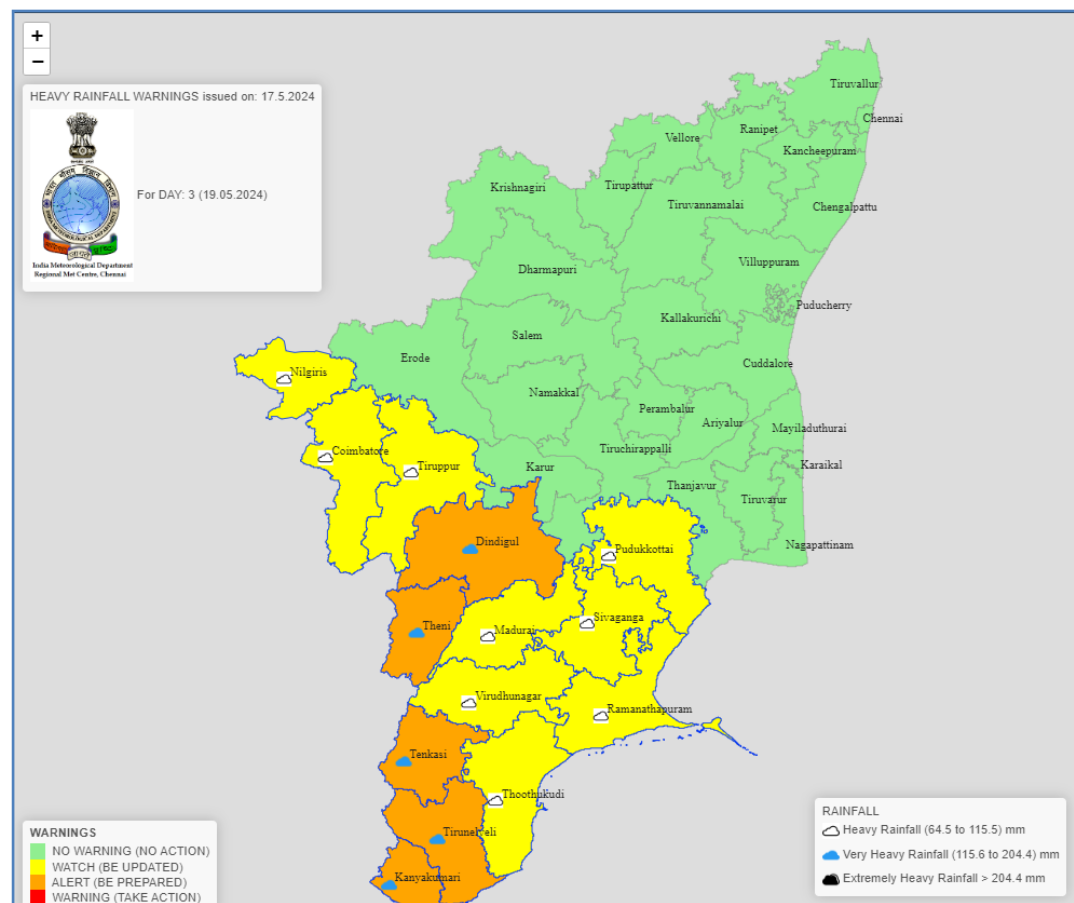 +
−
HEAVY RAINFALL WARNINGS issued on: 17.5.2024
India Meteorological Department
Regional Met Centre, Chennai
For DAY: 3 (19.05.2024)
Tiruvallur
Chennai
Ranipet
Vellore
Kancheepuram
Krishnagiri
Tirupattur
Tiruvannamalai
Chengalpattu
Villuppuram
Dharmapuri
Puducherry
Kallakurichi
Salem
Erode
Cuddalore
Nilgiris
Namakkal
Perambalur
Ariyalur
Mayiladuthurai
Tiruchirappalli
Coimbatore
Tiruppur
Karur
Karaikal
Thanjavur
Tiruvarur
Nagapattinam
Dindigul
Pudukkottai
Theni
Madurai
Sivaganga
Virudhunagar
Ramanathapuram
Tenkasi
Thoothukudi
Tirunelveli
Kanyakumari
WARNINGS
NO WARNING (NO ACTION)
WATCH (BE UPDATED)
ALERT (BE PREPARED)
WARNING (TAKE ACTION)
RAINFALL
Heavy Rainfall (64.5 to 115.5) mm
Very Heavy Rainfall (115.6 to 204.4) mm
Extremely Heavy Rainfall > 204.4 mm